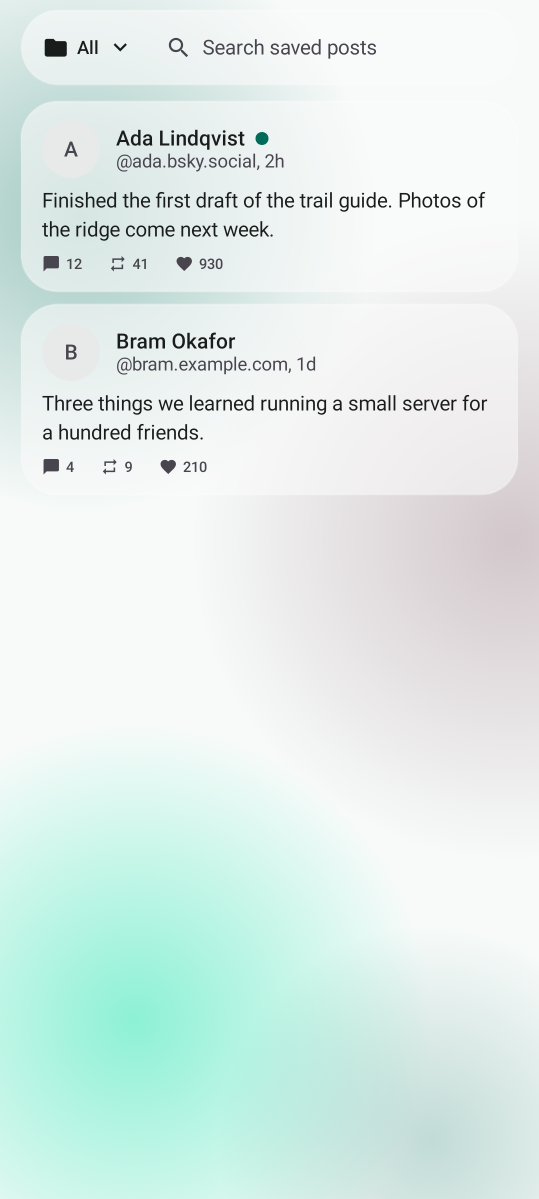 All
Search saved posts
A
Ada Lindqvist
@ada.bsky.social, 2h
Finished the first draft of the trail guide. Photos of
the ridge come next week.
12 41 930
B
Bram Okafor
@bram.example.com, 1d
Three things we learned running a small server for
a hundred friends.
4 9 210